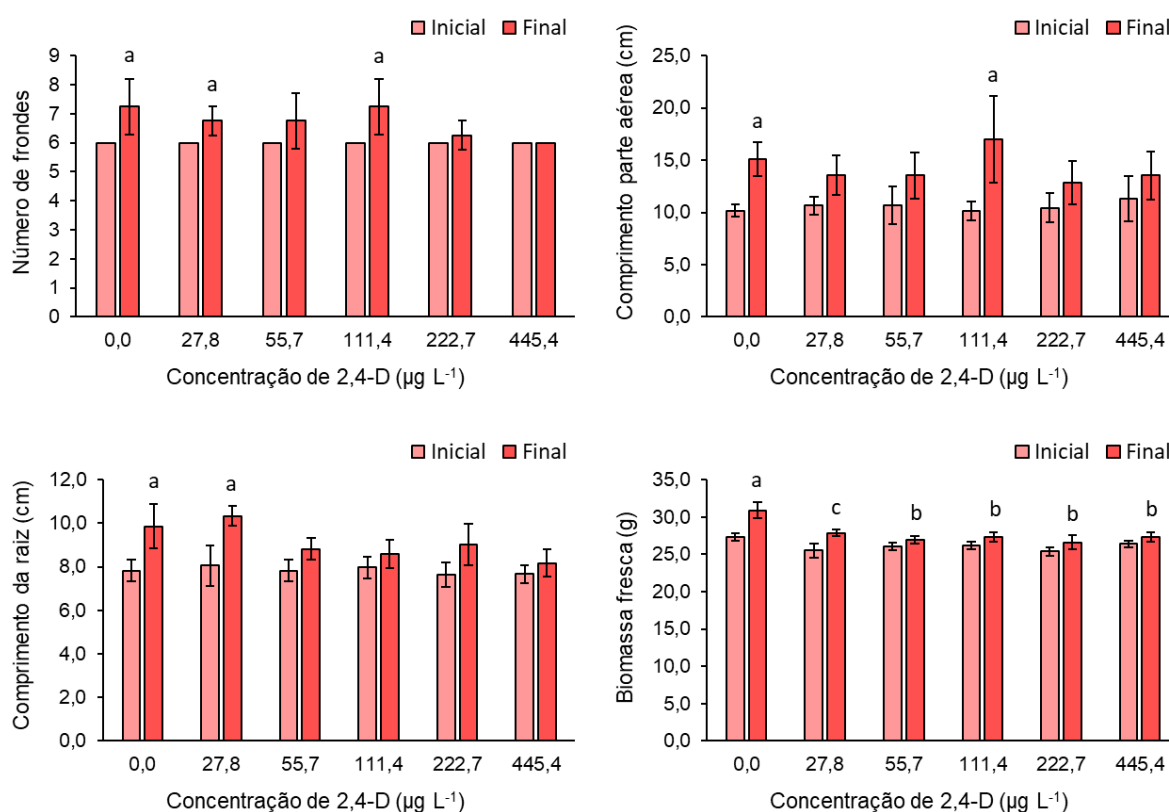 Inicial Final
Número de frondes
9
8
7
6
5
4
3
2
1
0
a a a
0,0 27,8 55,7 111,4 222,7 445,4
Concentração de 2,4-D (µg L⁻¹)
Inicial Final
Comprimento parte aérea (cm)
25,0
20,0
15,0
10,0
5,0
0,0
a a
0,0 27,8 55,7 111,4 222,7 445,4
Concentração de 2,4-D (µg L⁻¹)
Inicial Final
Comprimento da raiz (cm)
12,0
10,0
8,0
6,0
4,0
2,0
0,0
a a
0,0 27,8 55,7 111,4 222,7 445,4
Concentração de 2,4-D (µg L⁻¹)
Inicial Final
Biomassa fresca (g)
35,0
30,0
25,0
20,0
15,0
10,0
5,0
0,0
a c b b b b
0,0 27,8 55,7 111,4 222,7 445,4
Concentração de 2,4-D (µg L⁻¹)